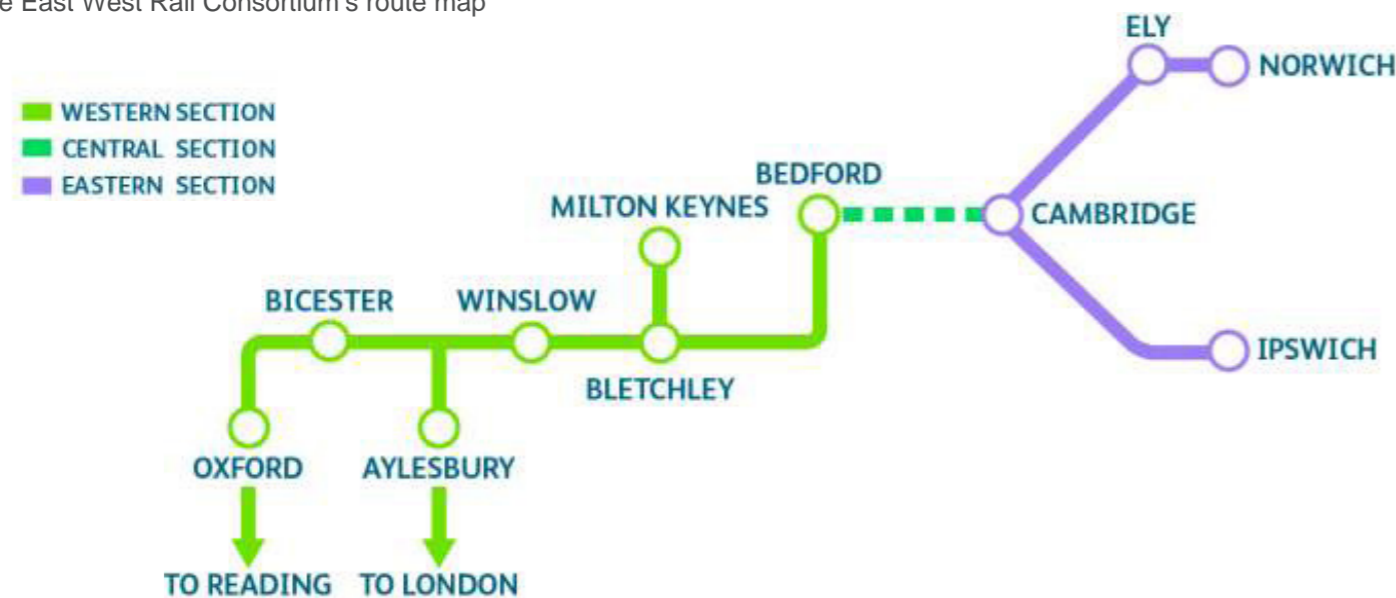 e East West Rail Consortium's route map
ELY
NORWICH
WESTERN SECTION
CENTRAL SECTION
EASTERN SECTION
BEDFORD
MILTON KEYNES
CAMBRIDGE
BICESTER
WINSLOW
IPSWICH
BLETCHLEY
OXFORD
AYLESBURY
TO READING
TO LONDON